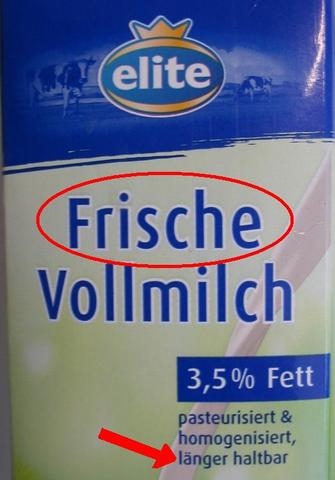 elite
Frische
Vollmilch
3,5% Fett
pasteurisiert &
homogenisiert,
länger haltbar